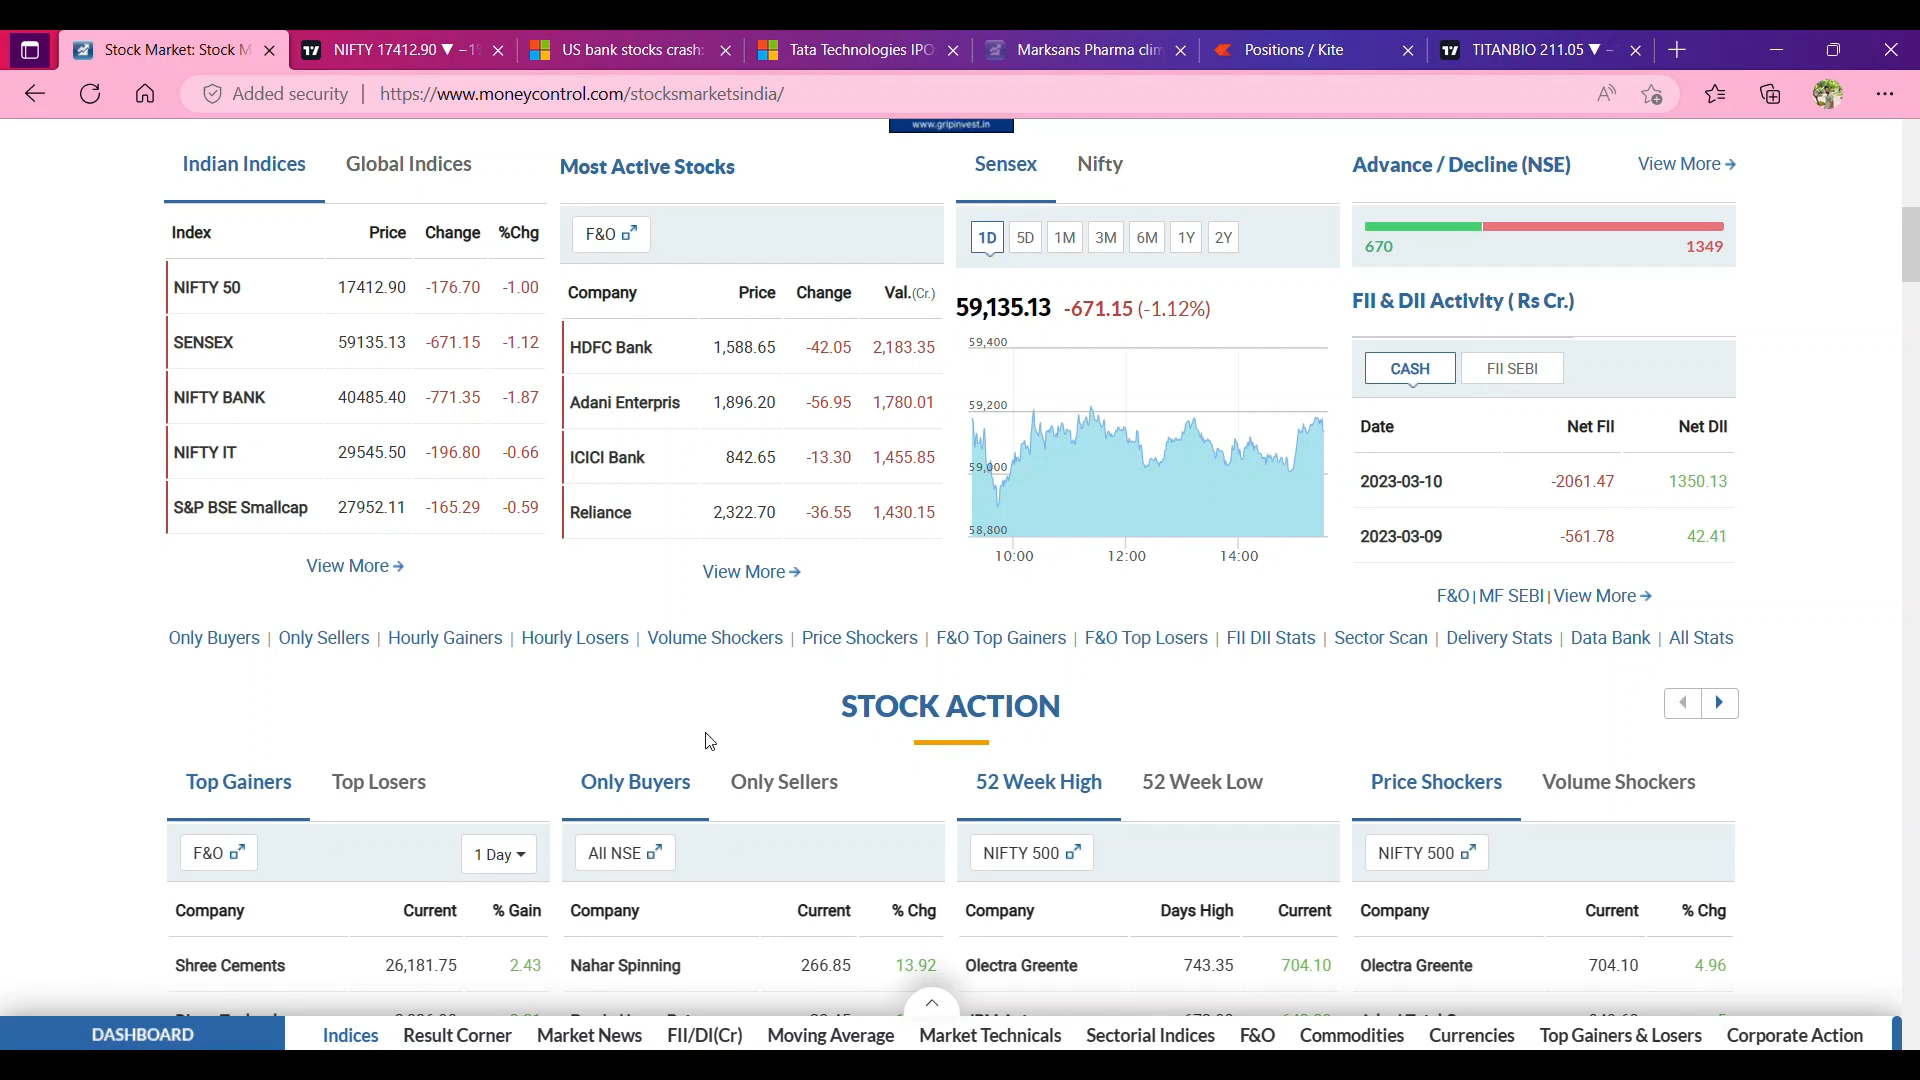 Stock Market: Stock M
NIFTY 17412.90 ▼ −1
US bank stocks crash:
Tata Technologies IPO
Marksans Pharma clim
Positions / Kite
TITANBIO 211.05 ▼ −
Added security | https://www.moneycontrol.com/stocksmarketsindia/
www.gripinvest.in
Indian Indices Global Indices
Index Price Change %Chg
NIFTY 50 17412.90 -176.70 -1.00
SENSEX 59135.13 -671.15 -1.12
NIFTY BANK 40485.40 -771.35 -1.87
NIFTY IT 29545.50 -196.80 -0.66
S&P BSE Smallcap 27952.11 -165.29 -0.59
View More
Most Active Stocks
F&O
Company Price Change Val.(Cr.)
HDFC Bank 1,588.65 -42.05 2,183.35
Adani Enterpris 1,896.20 -56.95 1,780.01
ICICI Bank 842.65 -13.30 1,455.85
Reliance 2,322.70 -36.55 1,430.15
View More
Sensex Nifty
1D 5D 1M 3M 6M 1Y 2Y
59,135.13 -671.15 (-1.12%)
59,400
59,200
59,000
58,800
10:00 12:00 14:00
Advance / Decline (NSE) View More
670 1349
FII & DII Activity ( Rs Cr.)
CASH FII SEBI
Date Net FII Net DII
2023-03-10 -2061.47 1350.13
2023-03-09 -561.78 42.41
F&O | MF SEBI | View More
Only Buyers | Only Sellers | Hourly Gainers | Hourly Losers | Volume Shockers | Price Shockers | F&O Top Gainers | F&O Top Losers | FII DII Stats | Sector Scan | Delivery Stats | Data Bank | All Stats
STOCK ACTION
Top Gainers Top Losers
F&O 1 Day
Company Current % Gain
Shree Cements 26,181.75 2.43
Only Buyers Only Sellers
All NSE
Company Current % Chg
Nahar Spinning 266.85 13.92
52 Week High 52 Week Low
NIFTY 500
Company Days High Current
Olectra Greente 743.35 704.10
Price Shockers Volume Shockers
NIFTY 500
Company Current % Chg
Olectra Greente 704.10 4.96
DASHBOARD Indices Result Corner Market News FII/DI(Cr) Moving Average Market Technicals Sectorial Indices F&O Commodities Currencies Top Gainers & Losers Corporate Action